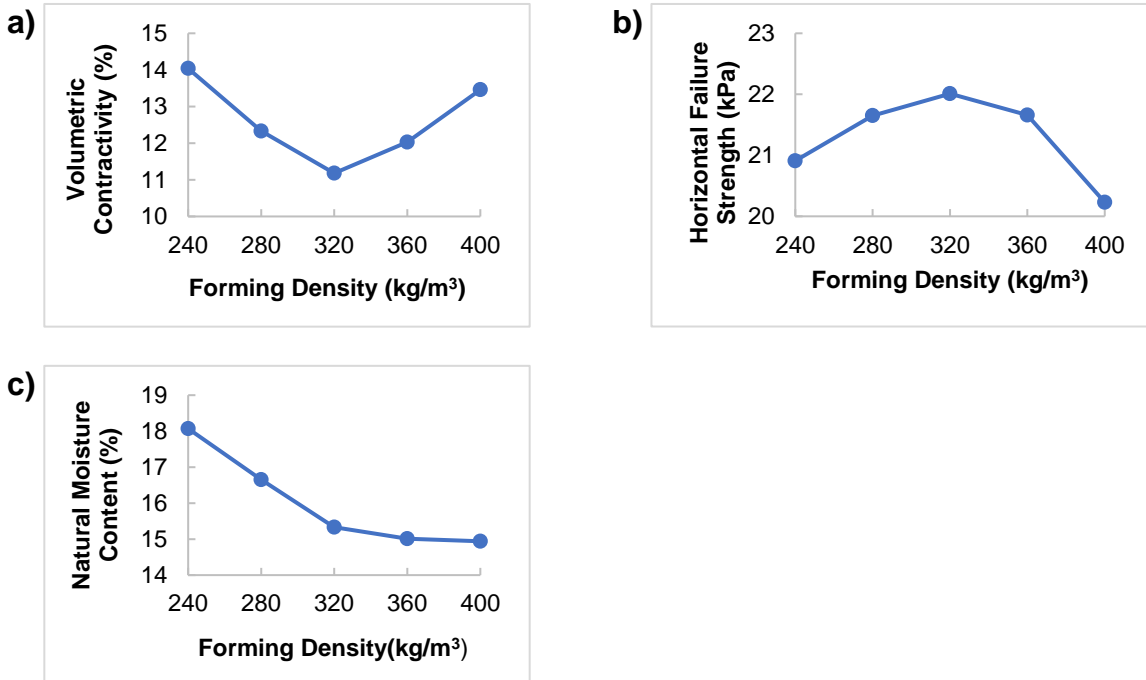 a)
Volumetric
Contractivity (%)
15
14
13
12
11
10
240 280 320 360 400
Forming Density (kg/m³)
b)
Horizontal Failure
Strength (kPa)
23
22
21
20
240 280 320 360 400
Forming Density (kg/m³)
c)
Natural Moisture
Content (%)
19
18
17
16
15
14
240 280 320 360 400
Forming Density(kg/m³)